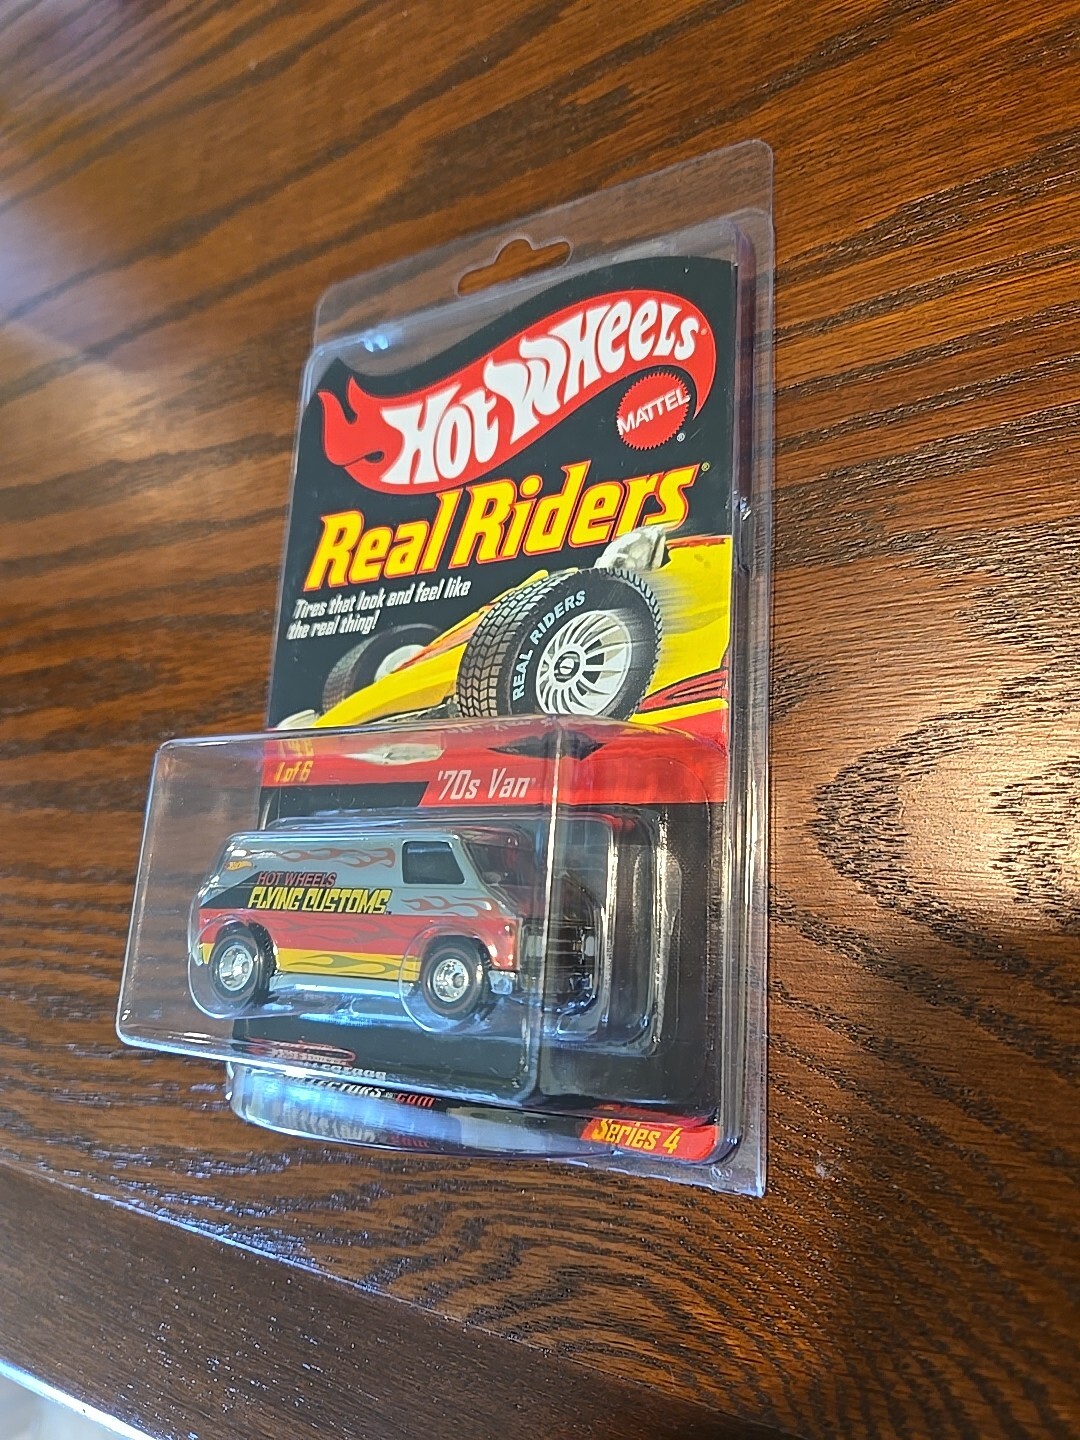 Hot Wheels
MATTEL
®
Real Riders®
Tires that look and feel like
the real thing!
REAL RIDERS
1 of 6
'70s Van
HOT WHEELS
FLYING CUSTOMS
.com
Series 4